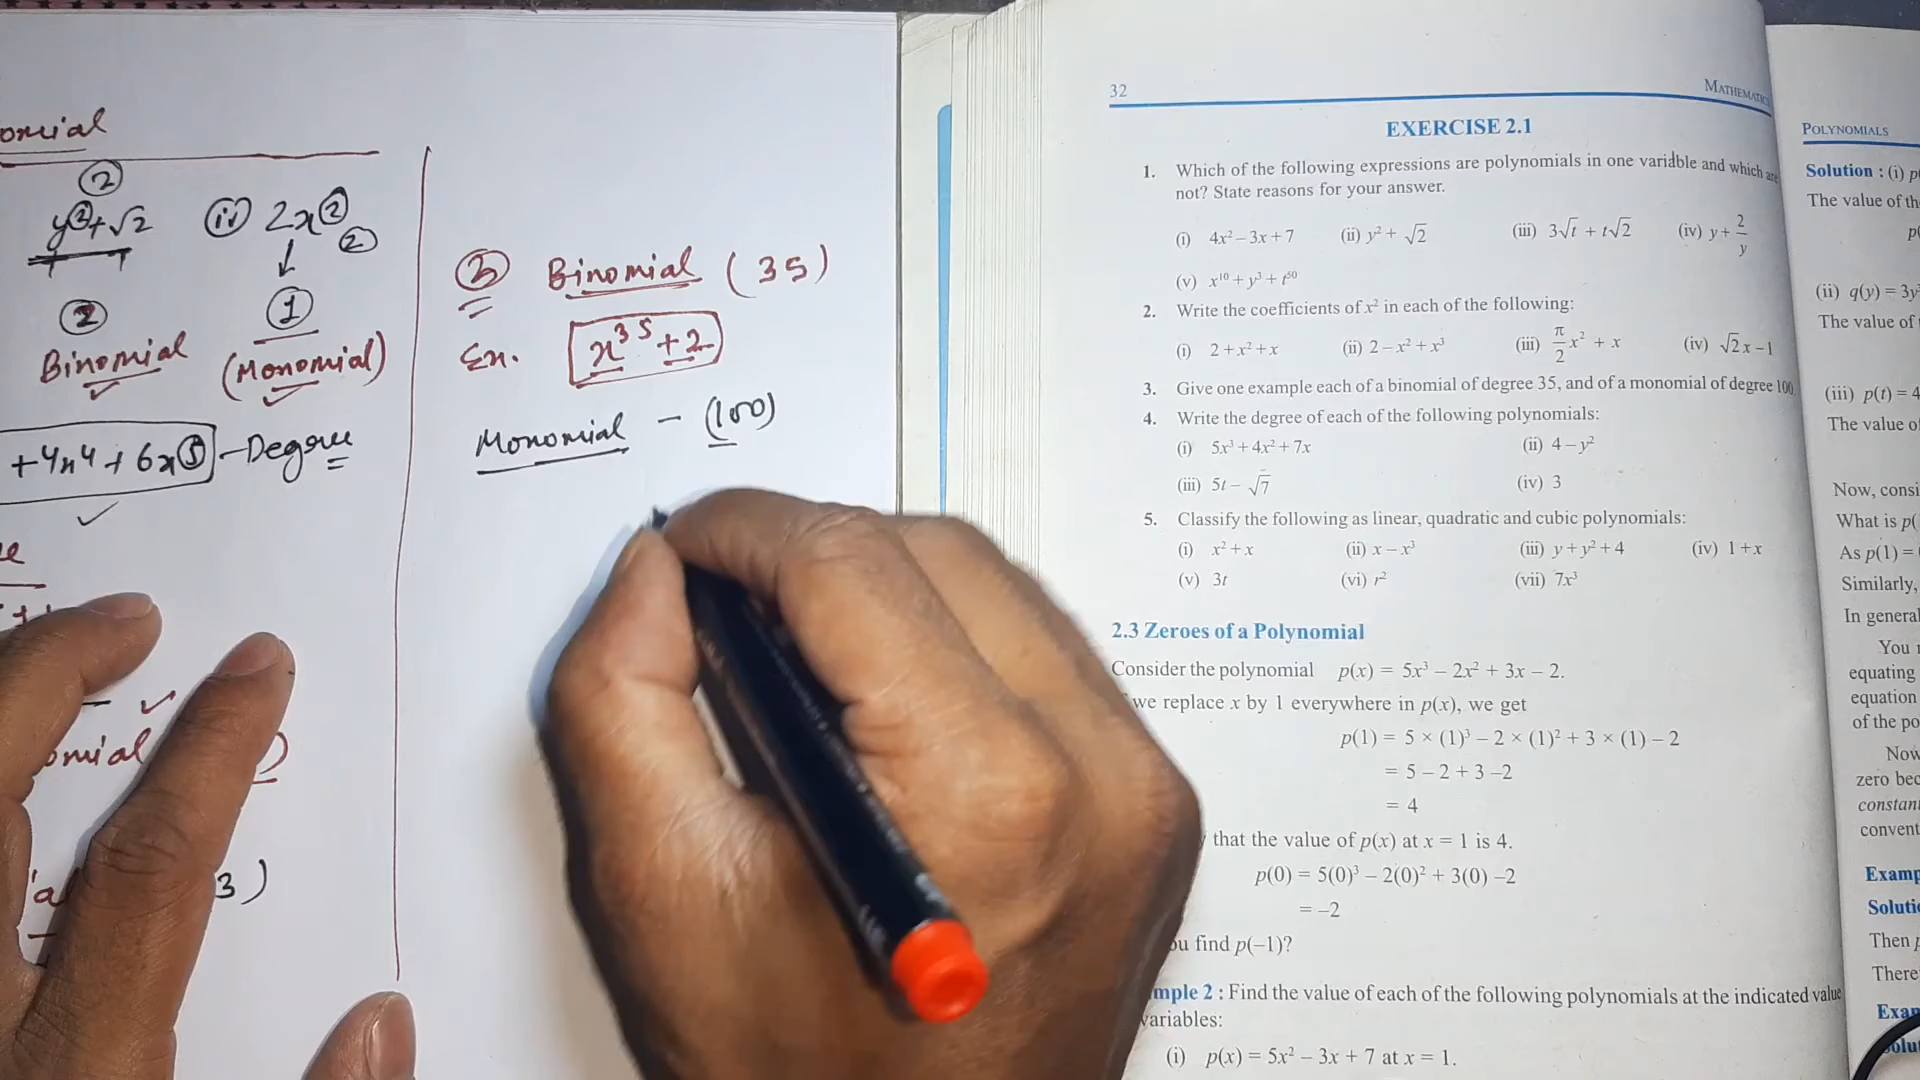 omial
②
y²+√2
(iv) 2x²
②
②
Binomial
①
(Monomial)
+4x⁴ + 6x⁵ - Degree
omial
3)
③ Binomial (35)
Ex. x³⁵ + 2
Monomial - (100)
32
MATHEMATIC
EXERCISE 2.1
1. Which of the following expressions are polynomials in one variable and which are
not? State reasons for your answer.
(i) 4x² – 3x + 7 (ii) y² + √2 (iii) 3√t + t√2 (iv) y + 2/y
(v) x¹⁰ + y³ + t⁵⁰
2. Write the coefficients of x² in each of the following:
(i) 2 + x² + x (ii) 2 – x² + x³ (iii) π/2 x² + x (iv) √2 x – 1
3. Give one example each of a binomial of degree 35, and of a monomial of degree 100.
4. Write the degree of each of the following polynomials:
(i) 5x³ + 4x² + 7x (ii) 4 – y²
(iii) 5t – √7 (iv) 3
5. Classify the following as linear, quadratic and cubic polynomials:
(i) x² + x (ii) x – x³ (iii) y + y² + 4 (iv) 1 + x
(v) 3t (vi) r² (vii) 7x³
2.3 Zeroes of a Polynomial
Consider the polynomial p(x) = 5x³ – 2x² + 3x – 2.
we replace x by 1 everywhere in p(x), we get
p(1) = 5 × (1)³ – 2 × (1)² + 3 × (1) – 2
= 5 – 2 + 3 –2
= 4
that the value of p(x) at x = 1 is 4.
p(0) = 5(0)³ – 2(0)² + 3(0) –2
= –2
ou find p(–1)?
mple 2 : Find the value of each of the following polynomials at the indicated value
variables:
(i) p(x) = 5x² – 3x + 7 at x = 1.
POLYNOMIALS
Solution : (i) p
The value of th
p
(ii) q(y) = 3y
The value of
(iii) p(t) = 4
The value o
Now, consi
What is p(
As p(1) =
Similarly,
In general
You
equating
equation
of the po
Now
zero bec
constant
convent
Examp
Soluti
Then
There
Exa
olu